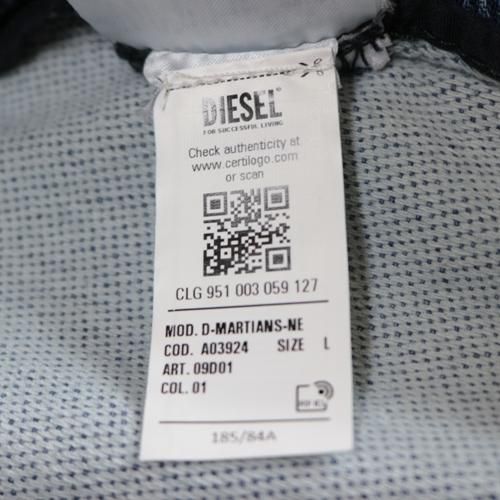 DIESEL
FOR SUCCESSFUL LIVING
Check authenticity at
www.certilogo.com
or scan
CLG 951 003 059 127
MOD. D-MARTIANS-NE
COD. A03924 SIZE L
ART. 09D01
COL. 01
185/84A